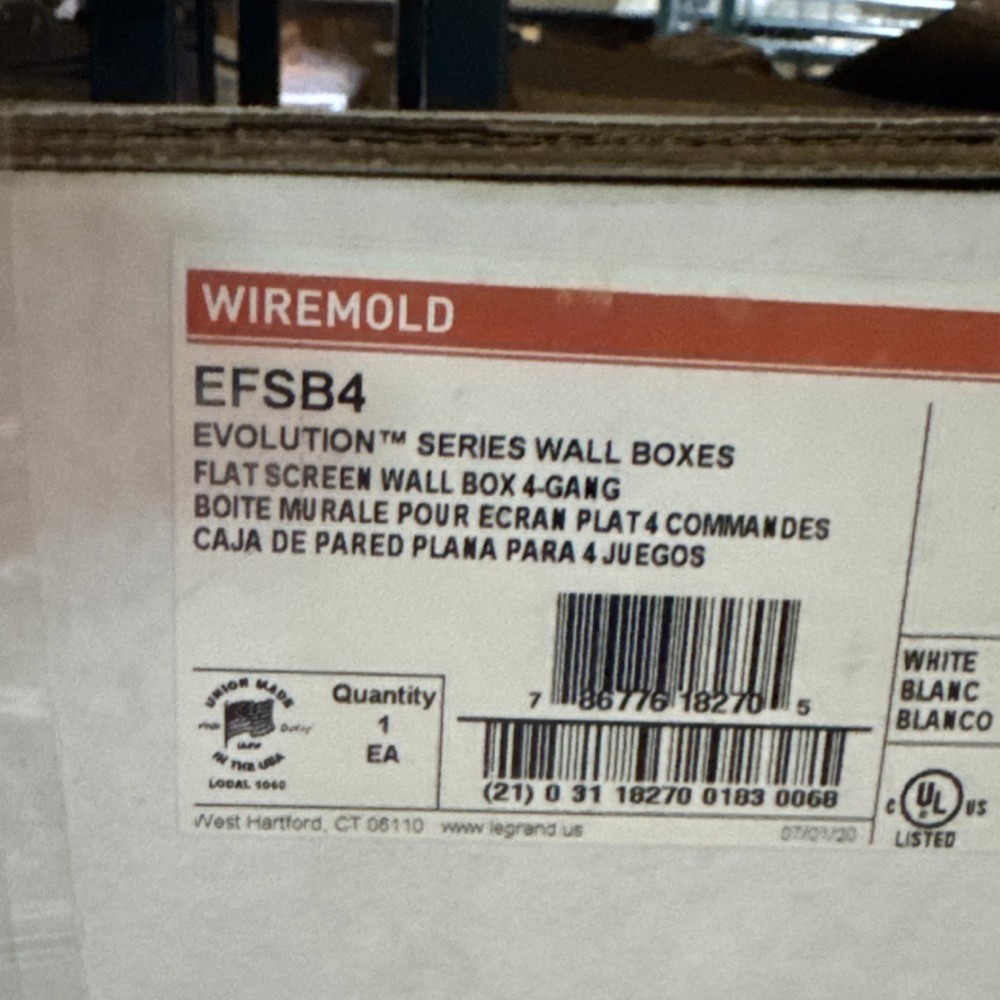 WIREMOLD
EFSB4
EVOLUTION™ SERIES WALL BOXES
FLAT SCREEN WALL BOX 4-GANG
BOITE MURALE POUR ECRAN PLAT 4 COMMANDES
CAJA DE PARED PLANA PARA 4 JUEGOS
7 86776 18270 5
(21) 0 31 18270 0183 0068
UNION MADE
IN THE USA
LOCAL 1040
Quantity
1
EA
WHITE
BLANC
BLANCO
C UL US
LISTED
West Hartford, CT 06110 www.legrand.us